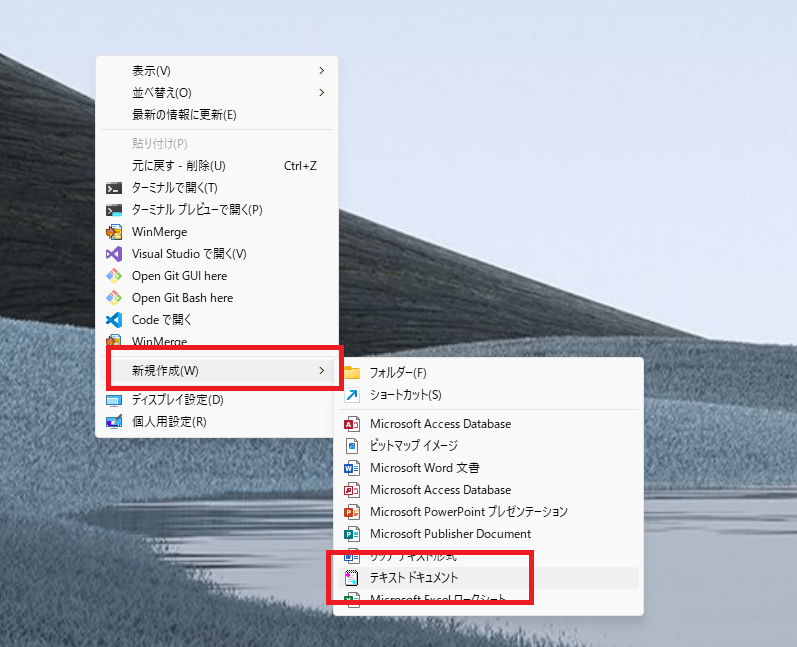 表示(V)
並べ替え(O)
最新の情報に更新(E)
貼り付け(P)
元に戻す - 削除(U) Ctrl+Z
ターミナルで開く(T)
ターミナル プレビューで開く(P)
WinMerge
Visual Studio で開く(V)
Open Git GUI here
Open Git Bash here
Code で開く
WinMerge
新規作成(W)
ディスプレイ設定(D)
個人用設定(R)
フォルダー(F)
ショートカット(S)
Microsoft Access Database
ビットマップ イメージ
Microsoft Word 文書
Microsoft Access Database
Microsoft PowerPoint プレゼンテーション
Microsoft Publisher Document
リッチ テキスト形式
テキスト ドキュメント
Microsoft Excel ワークシート